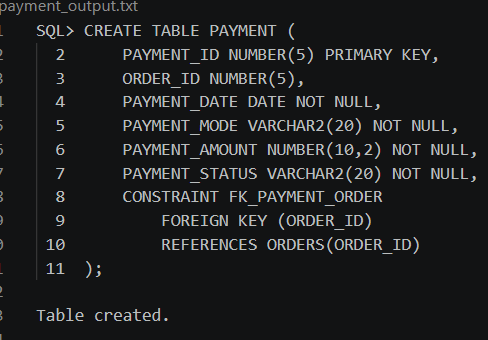 payment_output.txt
SQL> CREATE TABLE PAYMENT (
2 PAYMENT_ID NUMBER(5) PRIMARY KEY,
3 ORDER_ID NUMBER(5),
4 PAYMENT_DATE DATE NOT NULL,
5 PAYMENT_MODE VARCHAR2(20) NOT NULL,
6 PAYMENT_AMOUNT NUMBER(10,2) NOT NULL,
7 PAYMENT_STATUS VARCHAR2(20) NOT NULL,
8 CONSTRAINT FK_PAYMENT_ORDER
9 FOREIGN KEY (ORDER_ID)
10 REFERENCES ORDERS(ORDER_ID)
11 );
Table created.